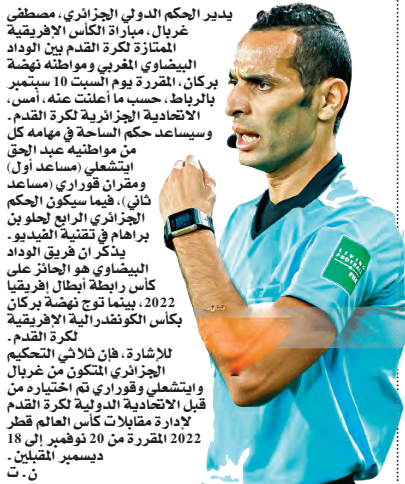 يدير الحكم الدولي الجزائري، مصطفى
غربال، مباراة الكأس الإفريقية
الممتازة لكرة القدم بين الوداد
البيضاوي المغربي ومواطنه نهضة
بركان، المقررة يوم السبت 10 سبتمبر
بالرباط، حسب ما أعلنت عنه، أمس،
الاتحادية الجزائرية لكرة القدم.
وسيساعد حكم الساحة في مهامه كل
من مواطنيه عبد الحق
ايتشعلي (مساعد أول)
ومقران قوراري (مساعد
ثاني)، فيما سيكون الحكم
الجزائري الرابع لحلو بن
براهام في تقنية الفيديو.
يذكر ان فريق الوداد
البيضاوي هو الحائز على
كأس رابطة أبطال إفريقيا
2022، بينما توج نهضة بركان
بكأس الكونفدرالية الإفريقية
لكرة القدم.
للإشارة، فإن ثلاثي التحكيم
الجزائري المتكون من غربال
وايتشعلي وقوراري تم اختياره من
قبل الاتحادية الدولية لكرة القدم
لإدارة مقابلات كأس العالم قطر
2022 المقررة من 20 نوفمبر إلى 18
ديسمبر المقبلين.
ن. ت
LIVING
FOOTBALL
FIFA